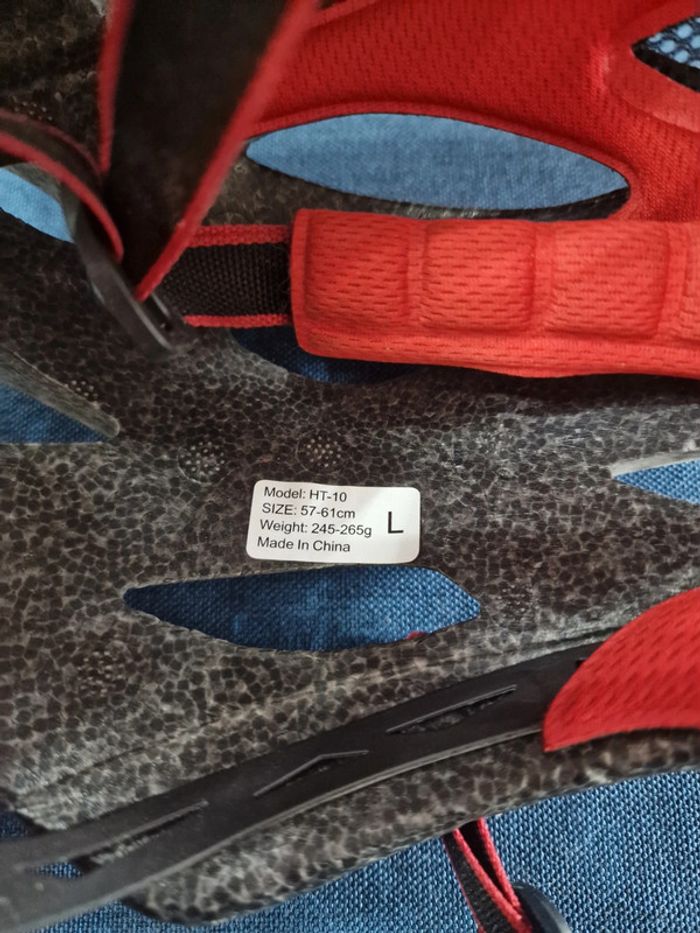 Model: HT-10
SIZE: 57-61cm
Weight: 245-265g
Made In China
L